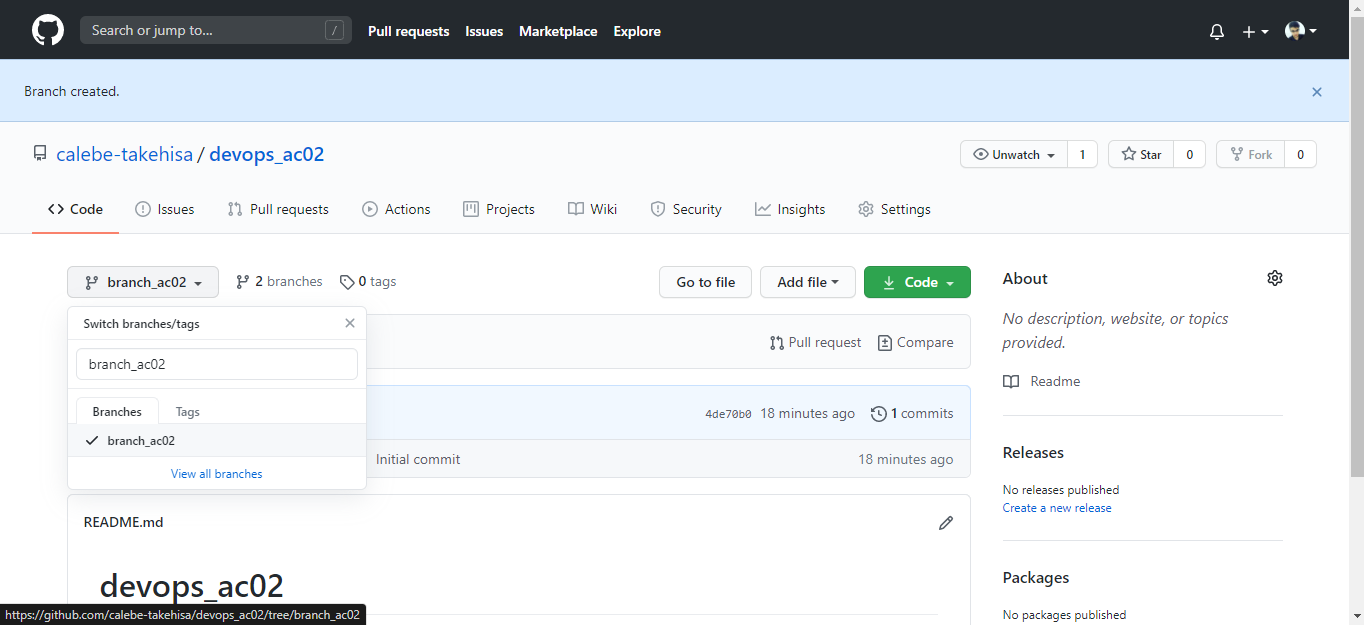 Search or jump to... / Pull requests Issues Marketplace Explore
Branch created.
calebe-takehisa / devops_ac02 Unwatch 1 Star 0 Fork 0
Code Issues Pull requests Actions Projects Wiki Security Insights Settings
branch_ac02 2 branches 0 tags Go to file Add file Code
Switch branches/tags
branch_ac02
Branches Tags
branch_ac02
View all branches
Pull request Compare
4de70b0 18 minutes ago 1 commits
Initial commit 18 minutes ago
README.md
devops_ac02
About
No description, website, or topics
provided.
Readme
Releases
No releases published
Create a new release
Packages
No packages published
https://github.com/calebe-takehisa/devops_ac02/tree/branch_ac02